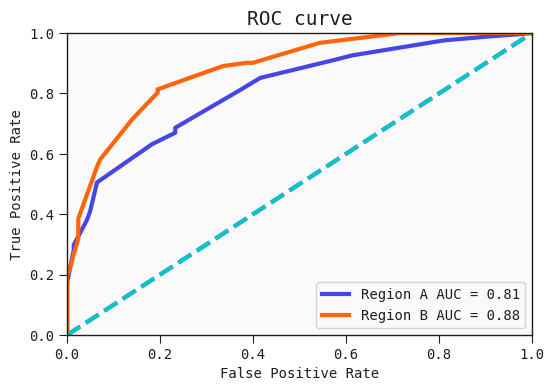 ROC curve
True Positive Rate
1.0
0.8
0.6
0.4
0.2
0.0
0.0 0.2 0.4 0.6 0.8 1.0
False Positive Rate
Region A AUC = 0.81
Region B AUC = 0.88